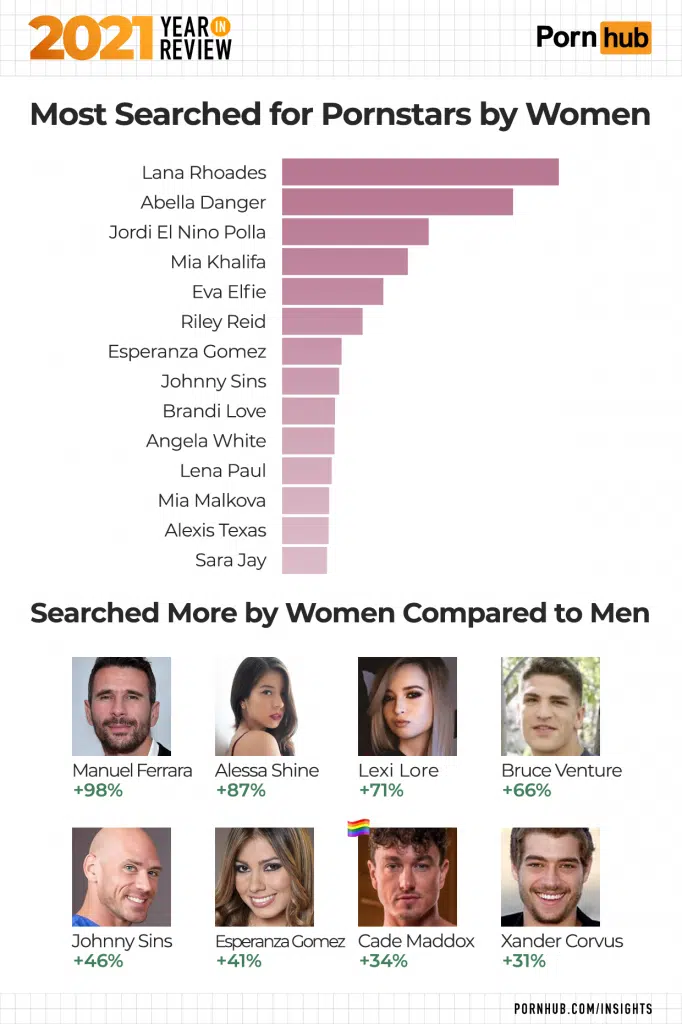 2021 YEAR IN REVIEW
Porn hub
Most Searched for Pornstars by Women
Lana Rhoades
Abella Danger
Jordi El Nino Polla
Mia Khalifa
Eva Elfie
Riley Reid
Esperanza Gomez
Johnny Sins
Brandi Love
Angela White
Lena Paul
Mia Malkova
Alexis Texas
Sara Jay
Searched More by Women Compared to Men
Manuel Ferrara
+98%
Alessa Shine
+87%
Lexi Lore
+71%
Bruce Venture
+66%
Johnny Sins
+46%
Esperanza Gomez
+41%
Cade Maddox
+34%
Xander Corvus
+31%
PORNHUB.COM/INSIGHTS